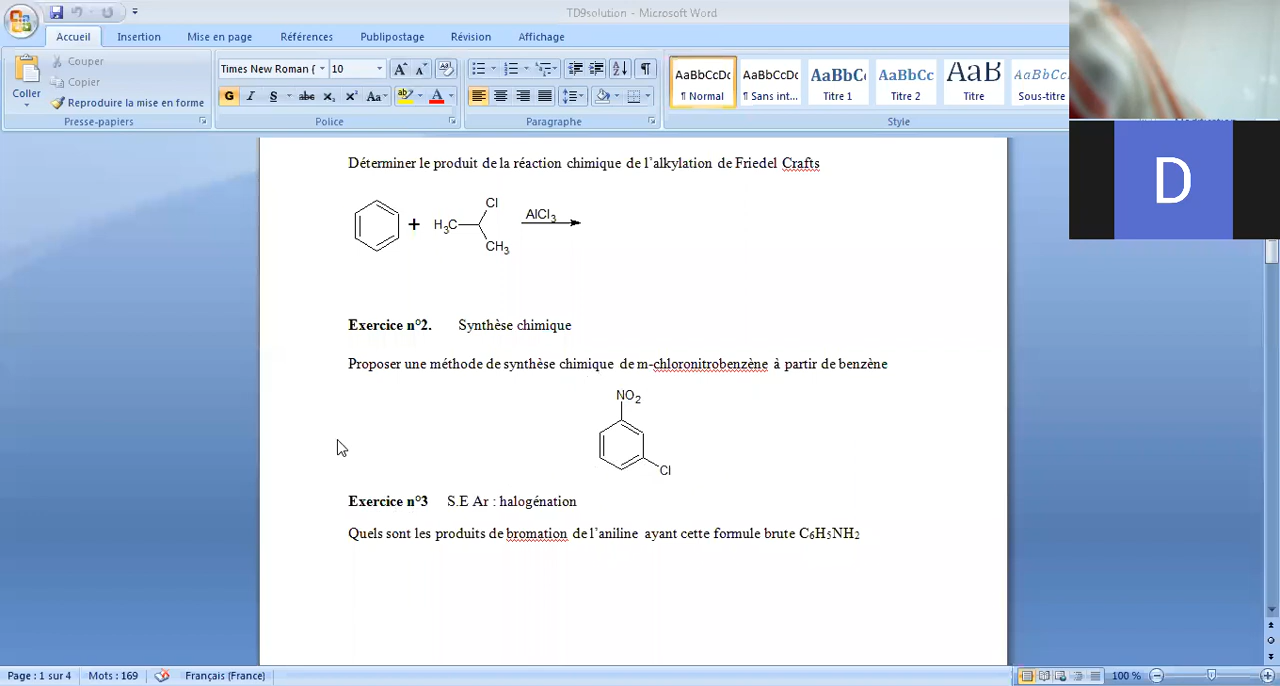 TD9solution - Microsoft Word
Accueil Insertion Mise en page Références Publipostage Révision Affichage
Coller
Couper
Copier
Reproduire la mise en forme
Presse-papiers
Times New Roman ( 10
G I S abc X₂ X² Aa
Police
Paragraphe
AaBbCcDc AaBbCcDc AaBbC AaBbCc AaB AaBbCc
¶ Normal ¶ Sans int... Titre 1 Titre 2 Titre Sous-titre
Style
D
Déterminer le produit de la réaction chimique de l'alkylation de Friedel Crafts
Cl
+ H₃C AlCl₃
CH₃
Exercice n°2. Synthèse chimique
Proposer une méthode de synthèse chimique de m-chloronitrobenzène à partir de benzène
NO₂
Cl
Exercice n°3 S.E Ar : halogénation
Quels sont les produits de bromation de l'aniline ayant cette formule brute C₆H₅NH₂
Page : 1 sur 4 Mots : 169 Français (France) 100 %